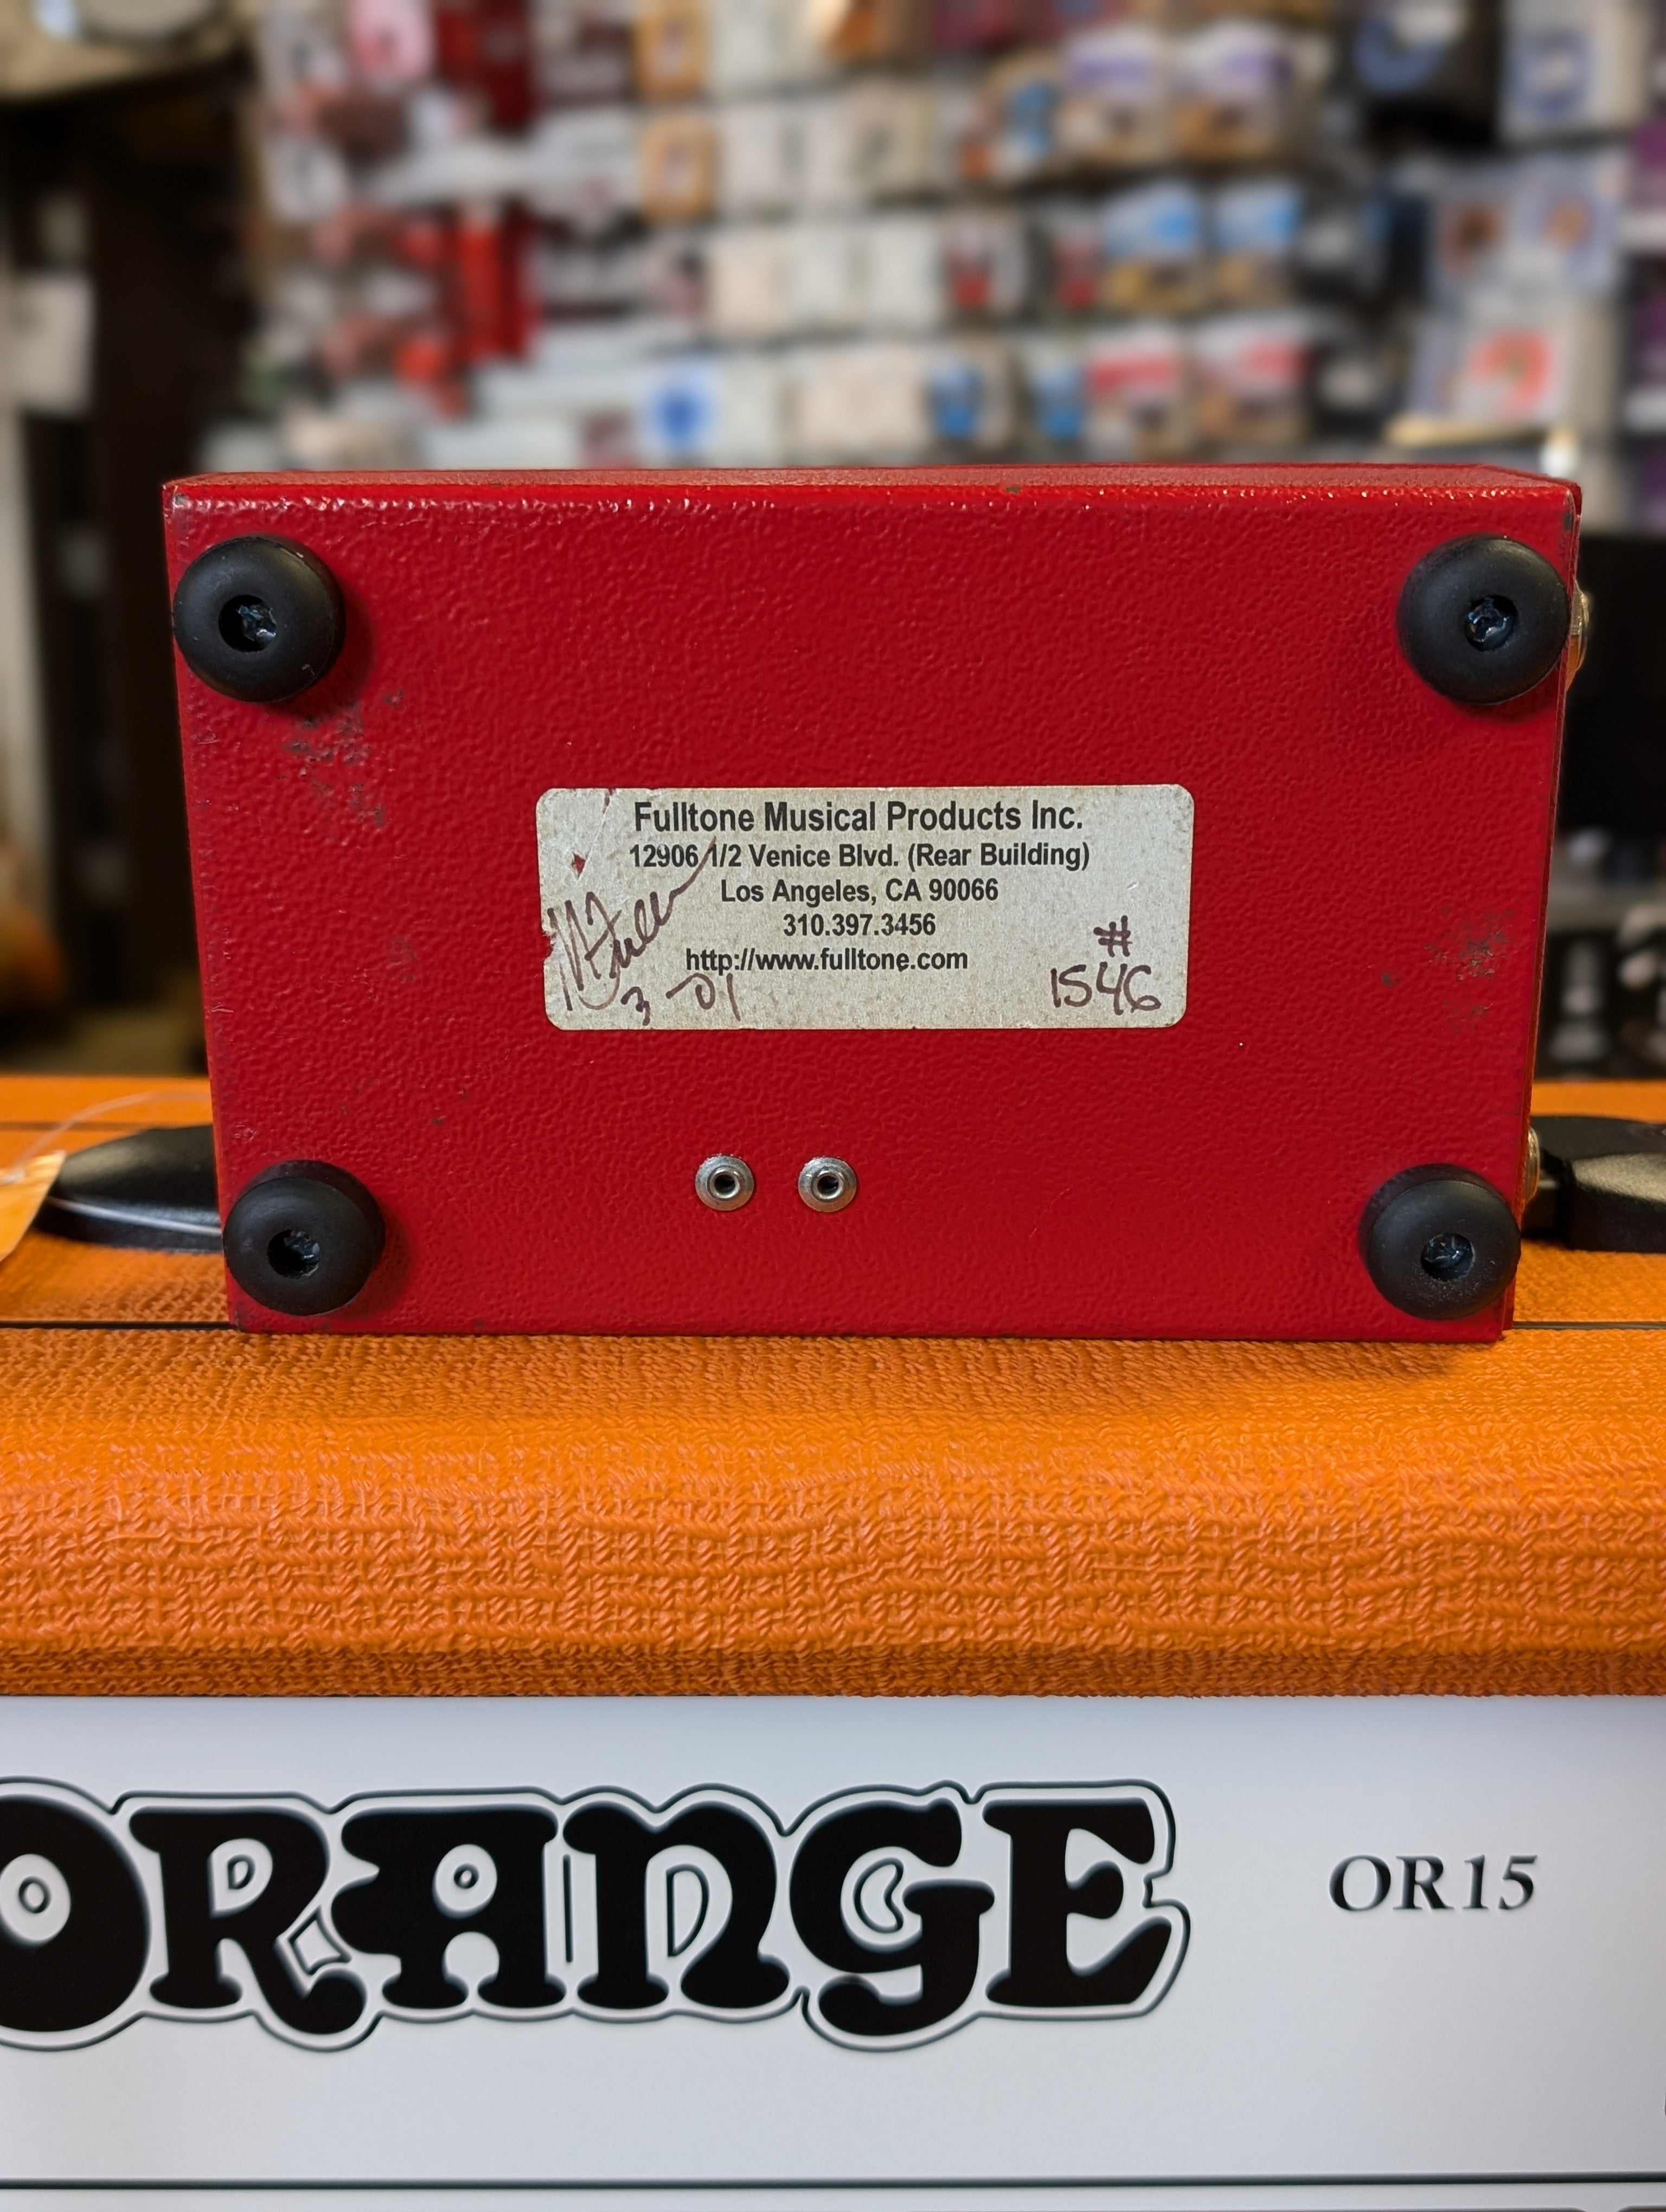 Fulltone Musical Products Inc.
12906 1/2 Venice Blvd. (Rear Building)
Los Angeles, CA 90066
310.397.3456
http://www.fulltone.com
M Fuller
3-01
#
1546
ORANGE
OR15